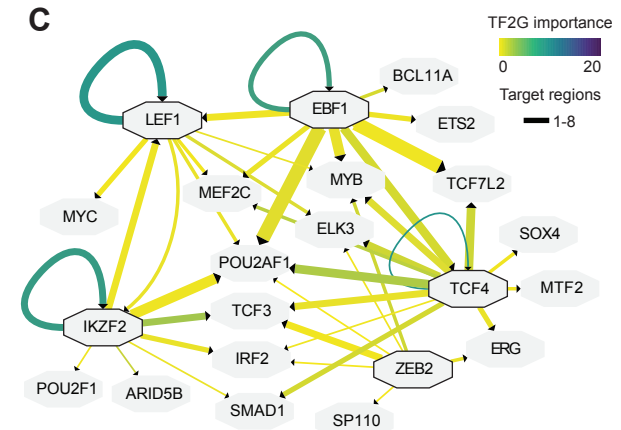 C
TF2G importance
0 20
Target regions
1-8
BCL11A
EBF1
LEF1
ETS2
MYB
TCF7L2
MEF2C
MYC
ELK3
SOX4
POU2AF1
TCF4
MTF2
TCF3
IKZF2
ERG
IRF2
ZEB2
POU2F1
ARID5B
SMAD1
SP110